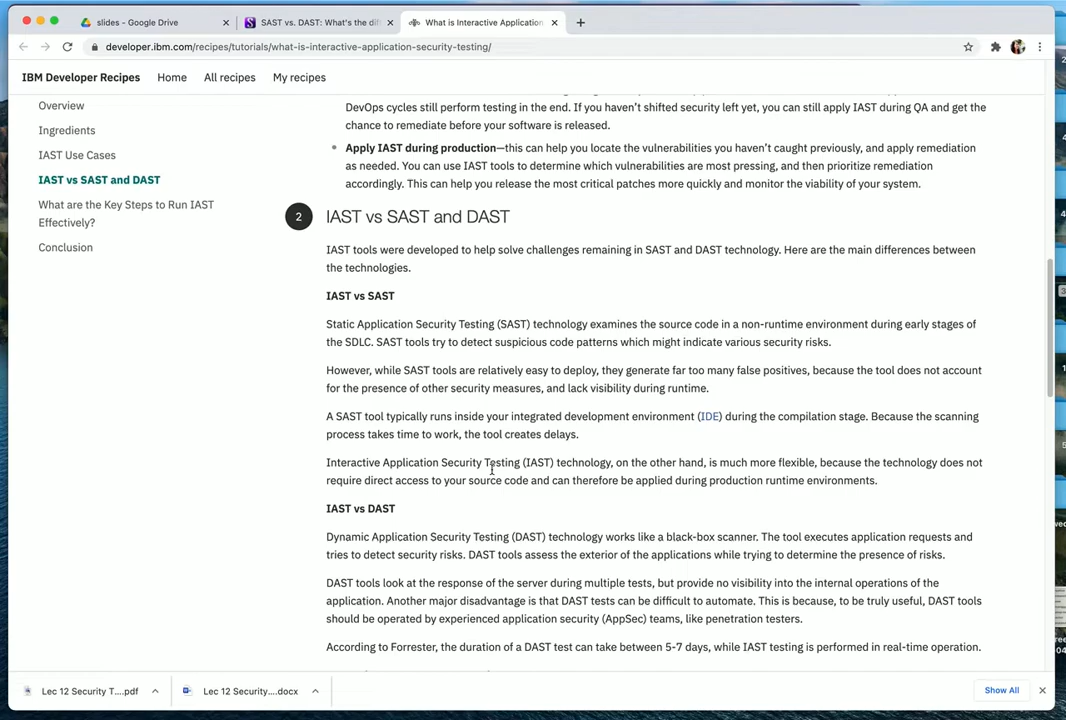 slides - Google Drive
SAST vs. DAST: What's the dif
What is Interactive Application
developer.ibm.com/recipes/tutorials/what-is-interactive-application-security-testing/
IBM Developer Recipes
Home
All recipes
My recipes
Overview
Ingredients
IAST Use Cases
IAST vs SAST and DAST
What are the Key Steps to Run IAST
Effectively?
Conclusion
DevOps cycles still perform testing in the end. If you haven't shifted security left yet, you can still apply IAST during QA and get the
chance to remediate before your software is released.
Apply IAST during production—this can help you locate the vulnerabilities you haven't caught previously, and apply remediation
as needed. You can use IAST tools to determine which vulnerabilities are most pressing, and then prioritize remediation
accordingly. This can help you release the most critical patches more quickly and monitor the viability of your system.
2 IAST vs SAST and DAST
IAST tools were developed to help solve challenges remaining in SAST and DAST technology. Here are the main differences between
the technologies.
IAST vs SAST
Static Application Security Testing (SAST) technology examines the source code in a non-runtime environment during early stages of
the SDLC. SAST tools try to detect suspicious code patterns which might indicate various security risks.
However, while SAST tools are relatively easy to deploy, they generate far too many false positives, because the tool does not account
for the presence of other security measures, and lack visibility during runtime.
A SAST tool typically runs inside your integrated development environment (IDE) during the compilation stage. Because the scanning
process takes time to work, the tool creates delays.
Interactive Application Security Testing (IAST) technology, on the other hand, is much more flexible, because the technology does not
require direct access to your source code and can therefore be applied during production runtime environments.
IAST vs DAST
Dynamic Application Security Testing (DAST) technology works like a black-box scanner. The tool executes application requests and
tries to detect security risks. DAST tools assess the exterior of the applications while trying to determine the presence of risks.
DAST tools look at the response of the server during multiple tests, but provide no visibility into the internal operations of the
application. Another major disadvantage is that DAST tests can be difficult to automate. This is because, to be truly useful, DAST tools
should be operated by experienced application security (AppSec) teams, like penetration testers.
According to Forrester, the duration of a DAST test can take between 5-7 days, while IAST testing is performed in real-time operation.
Lec 12 Security T....pdf
Lec 12 Security....docx
Show All